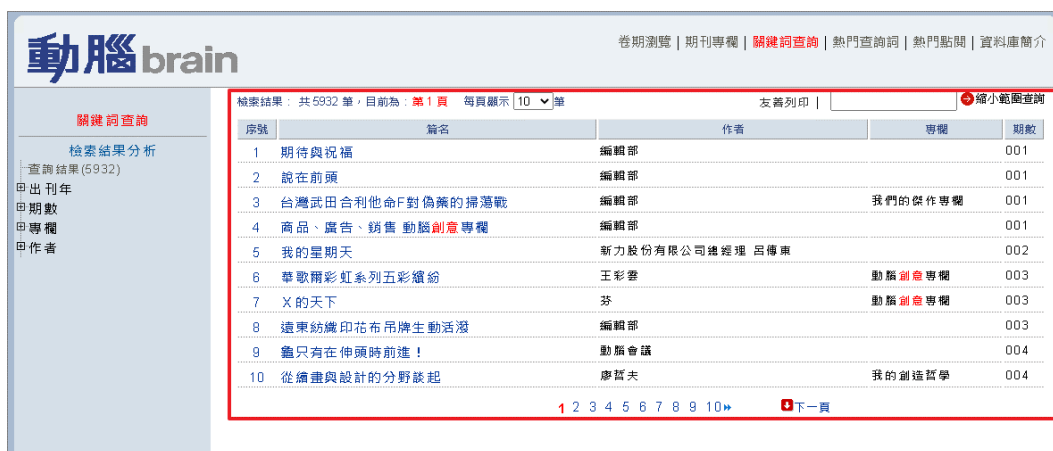 動腦brain
卷期瀏覽 | 期刊專欄 | 關鍵詞查詢 | 熱門查詢詞 | 熱門點閱 | 資料庫簡介
關鍵詞查詢
檢索結果分析
查詢結果(5932)
出刊年
期數
專欄
作者
檢索結果： 共5932 筆，目前為：第1 頁 每頁顯示 10 筆 友善列印 | 縮小範圍查詢
序號 篇名 作者 專欄 期數
1 期待與祝福 編輯部 001
2 說在前頭 編輯部 001
3 台灣武田合利他命F對偽藥的掃蕩戰 編輯部 我們的傑作專欄 001
4 商品、廣告、銷售 動腦創意專欄 編輯部 001
5 我的星期天 新力股份有限公司總經理 呂傳東 002
6 華歌爾彩虹系列五彩繽紛 王彩雲 動腦創意專欄 003
7 X的天下 芬 動腦創意專欄 003
8 遠東紡織印花布吊牌生動活潑 編輯部 003
9 龜只有在伸頭時前進！ 動腦會議 004
10 從繪畫與設計的分野談起 廖哲夫 我的創造哲學 004
1 2 3 4 5 6 7 8 9 10 下一頁